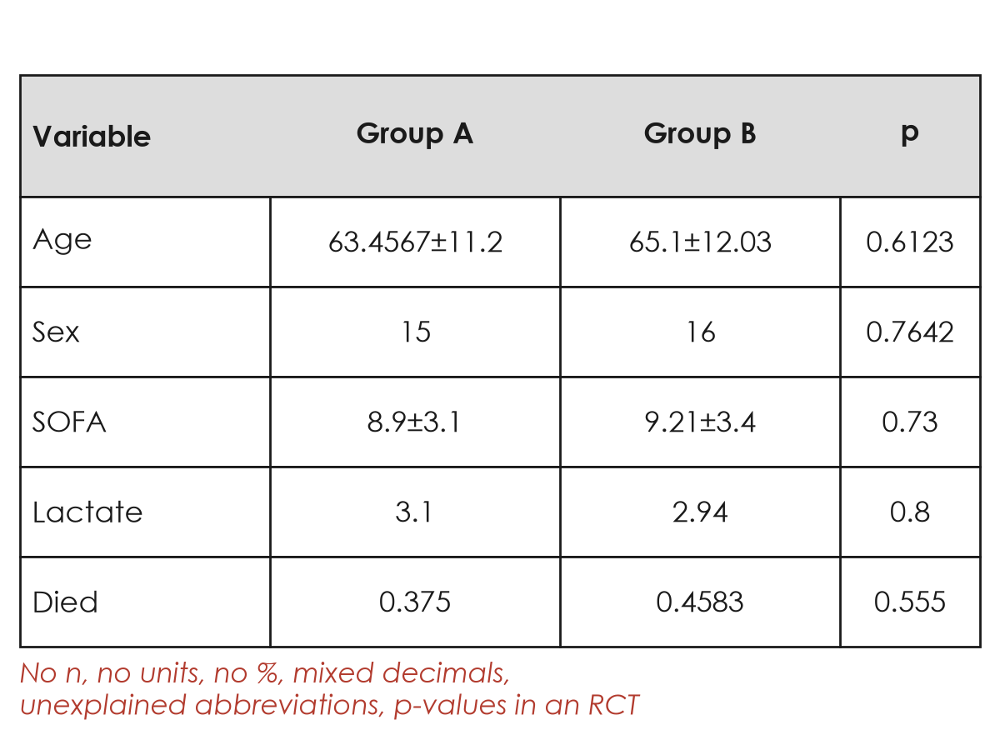 Variable Group A Group B p
Age 63.4567±11.2 65.1±12.03 0.6123
Sex 15 16 0.7642
SOFA 8.9±3.1 9.21±3.4 0.73
Lactate 3.1 2.94 0.8
Died 0.375 0.4583 0.555
No n, no units, no %, mixed decimals,
unexplained abbreviations, p-values in an RCT